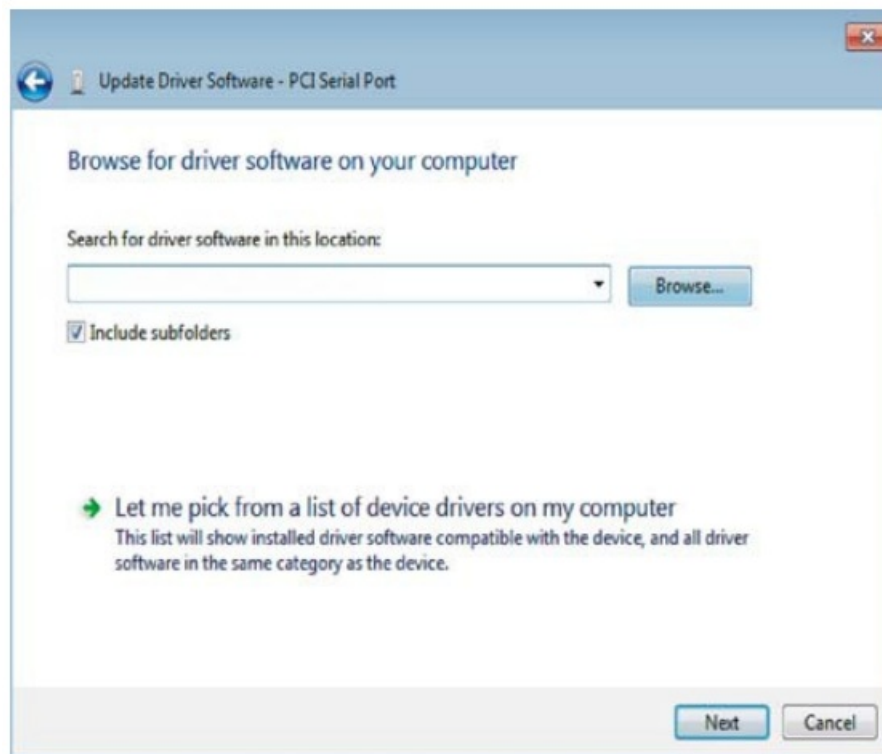 Update Driver Software - PCI Serial Port
Browse for driver software on your computer
Search for driver software in this location:
Browse...
Include subfolders
Let me pick from a list of device drivers on my computer
This list will show installed driver software compatible with the device, and all driver
software in the same category as the device.
Next
Cancel